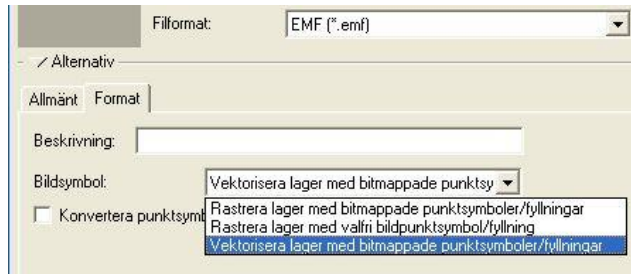 Filformat:
EMF (*.emf)
Alternativ
Allmänt Format
Beskrivning:
Bildsymbol:
Vektorisera lager med bitmappade punktsy
Konvertera punktsymb
Rastrera lager med bitmappade punktsymboler/fyllningar
Rastrera lager med valfri bildpunktsymbol/fyllning
Vektorisera lager med bitmappade punktsymboler/fyllningar